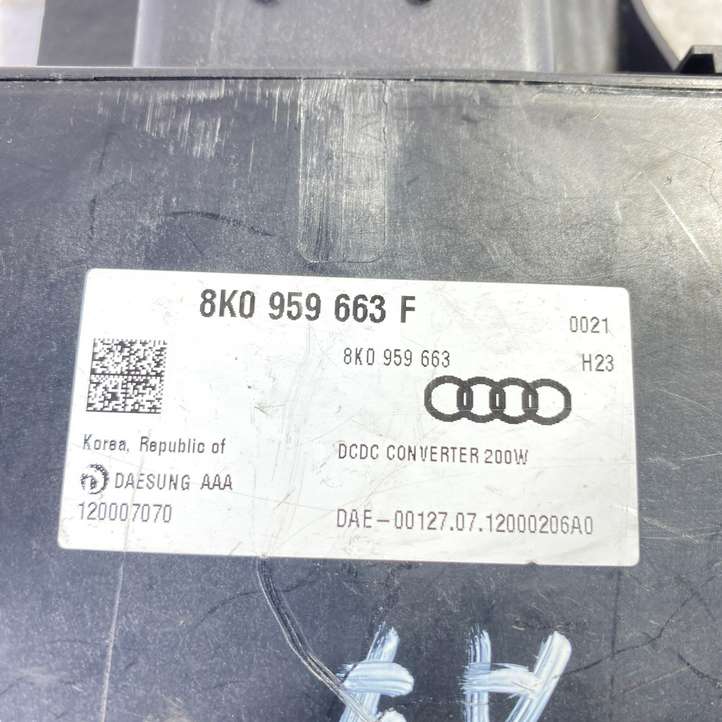 8K0 959 663 F
0021
8K0 959 663
H23
Korea, Republic of
DCDC CONVERTER 200W
DAESUNG AAA
120007070
DAE-00127.07.12000206A0